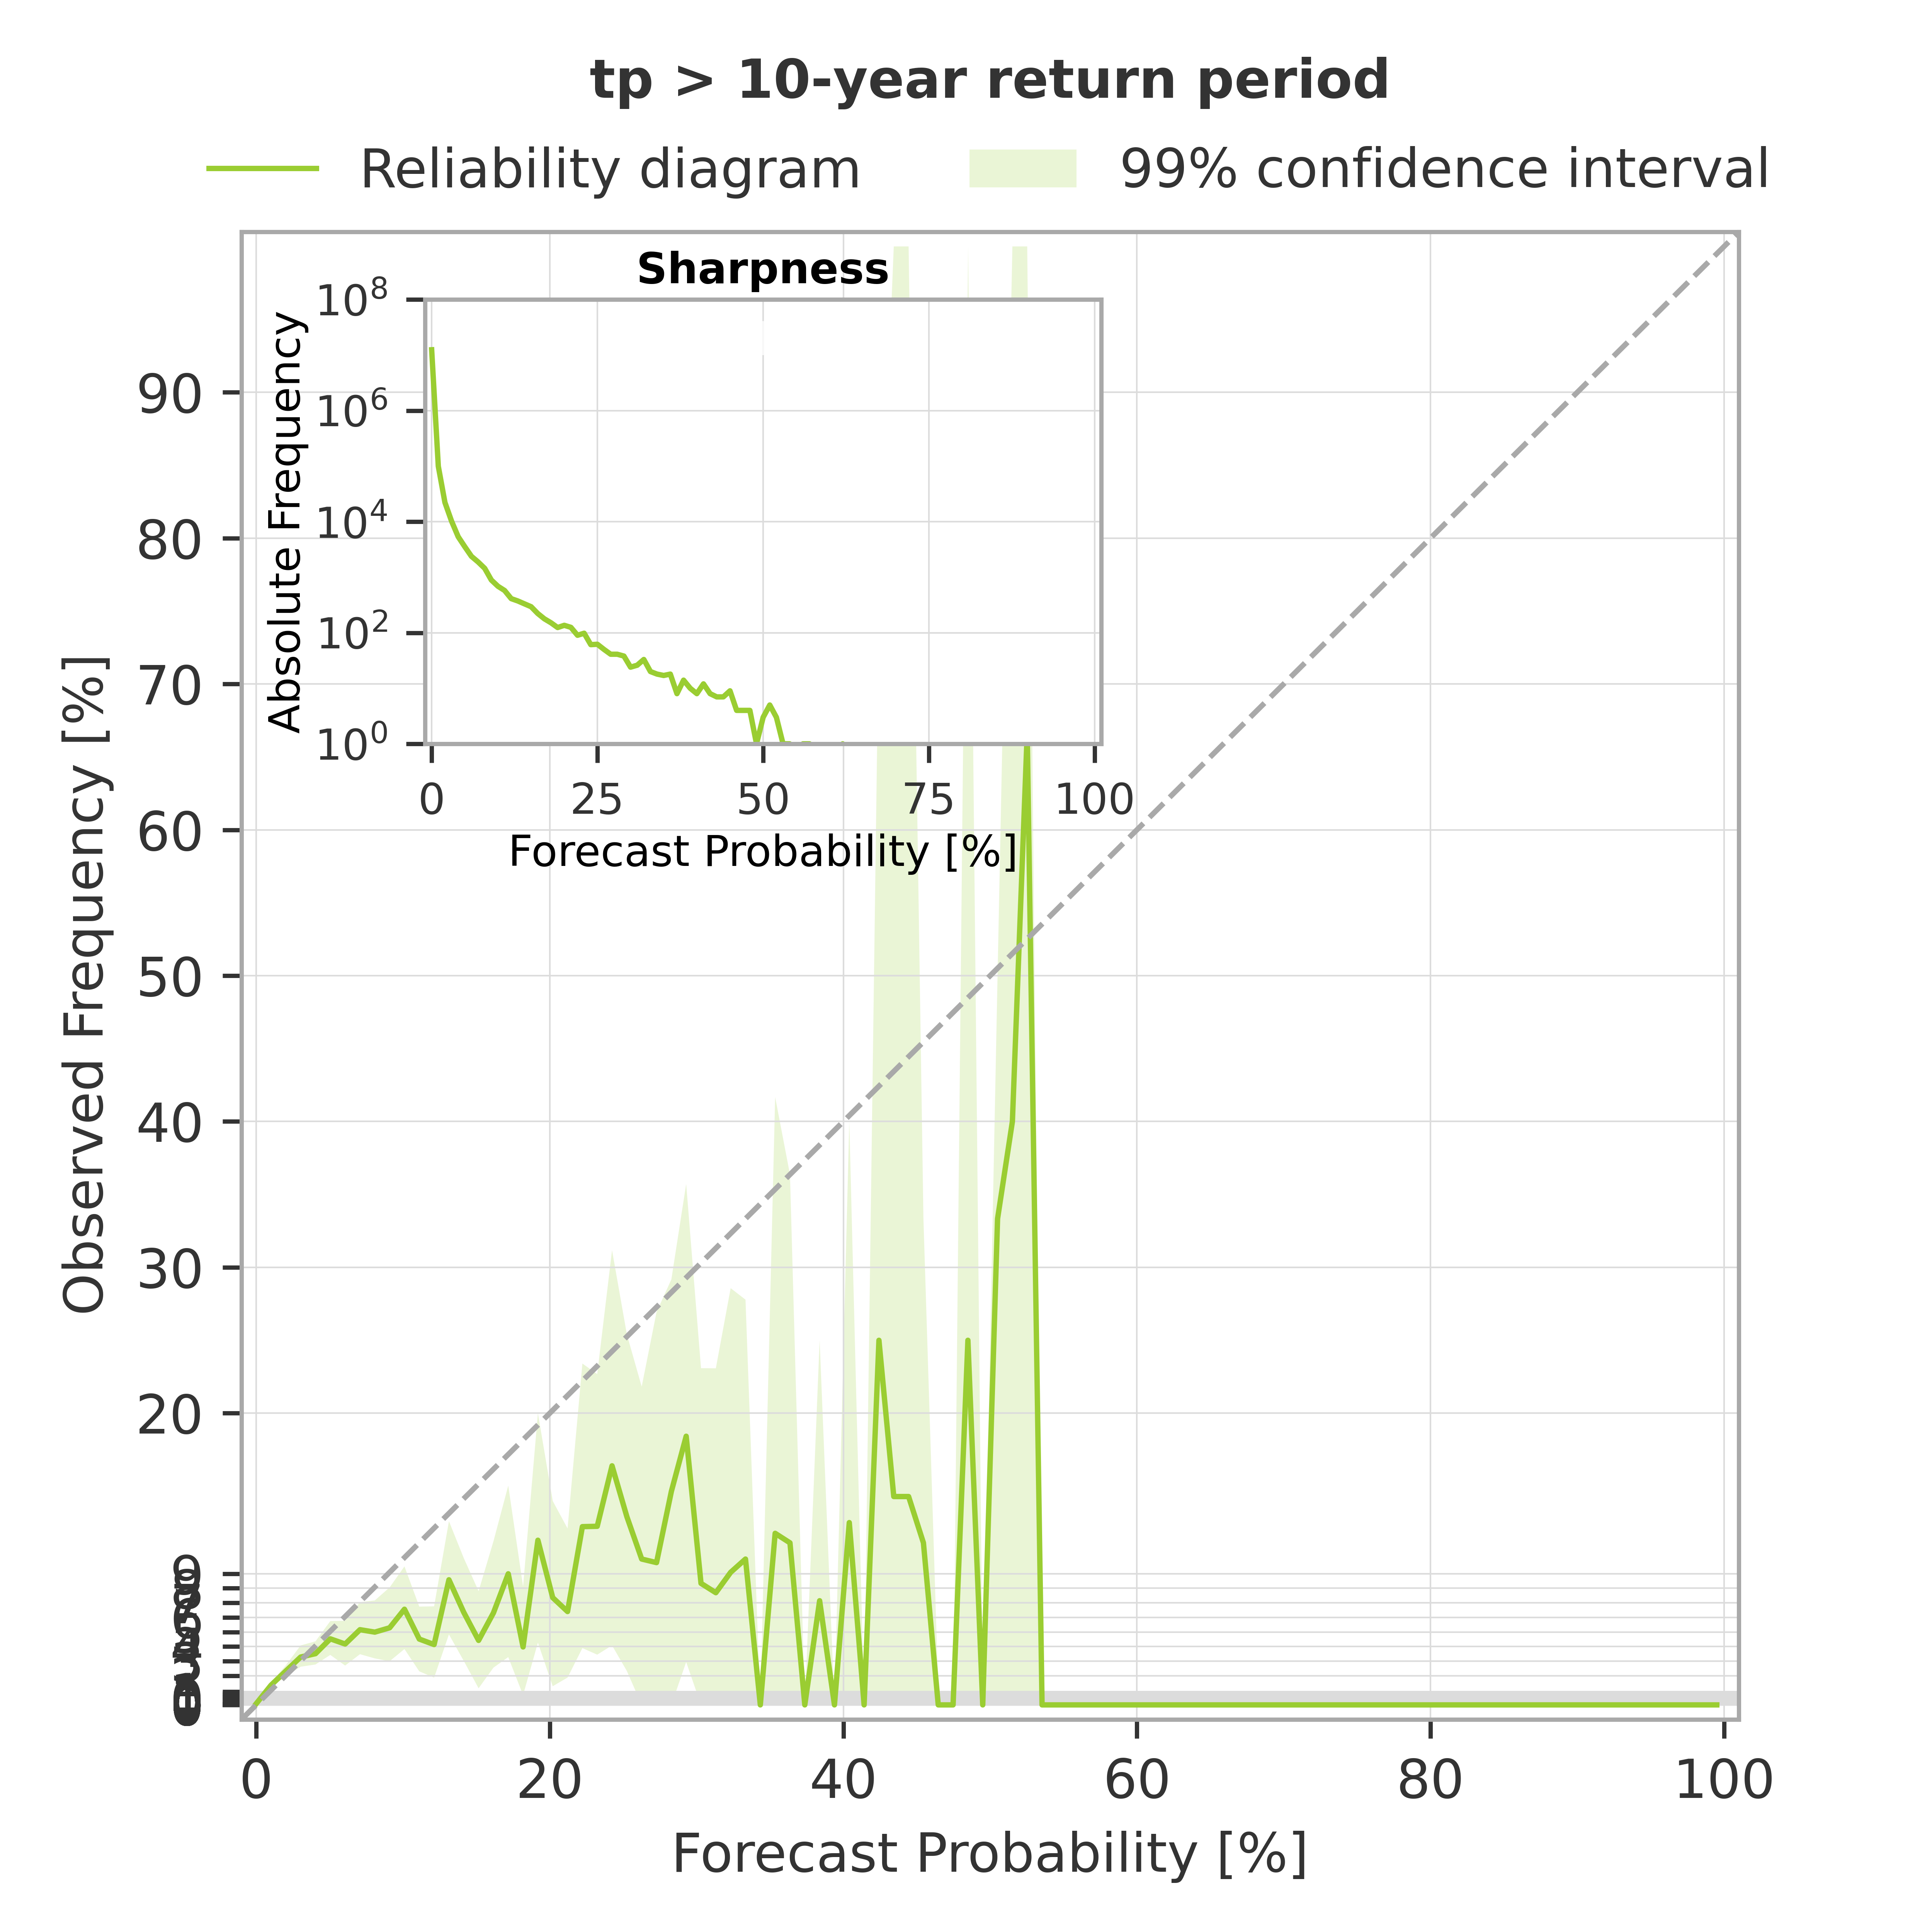 tp > 10-year return period
Reliability diagram
99% confidence interval
Sharpness
10^8
10^6
10^4
10^2
10^0
Absolute Frequency
0 25 50 75 100
Forecast Probability [%]
90
80
70
60
50
40
30
20
9
Observed Frequency [%]
0 20 40 60 80 100
Forecast Probability [%]